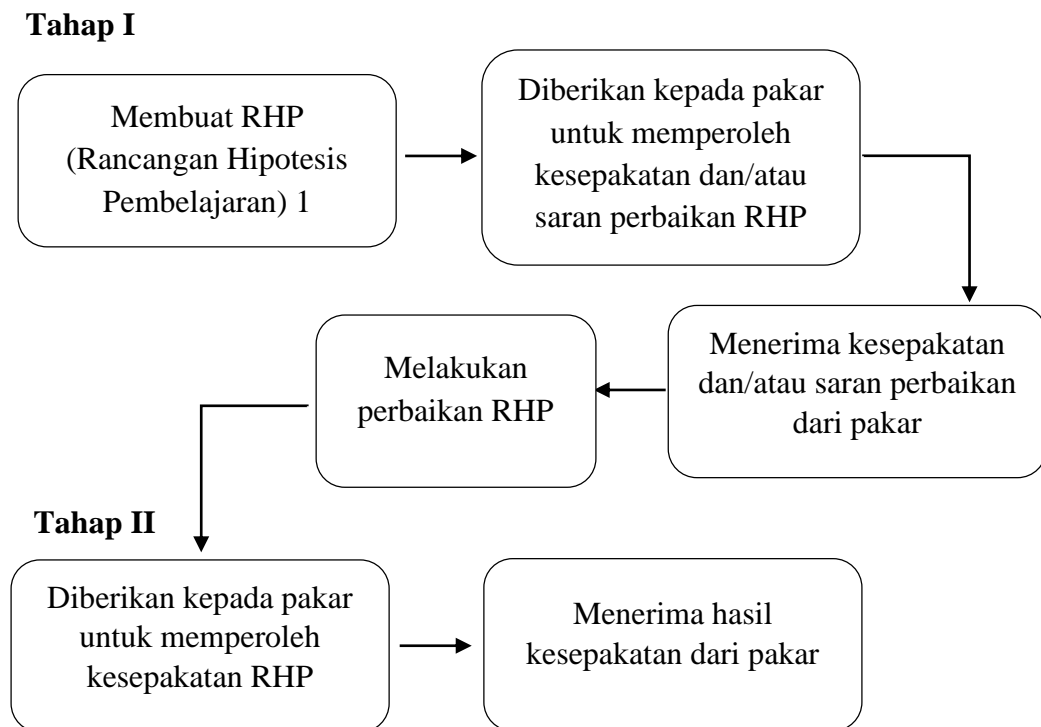 Tahap I
Membuat RHP
(Rancangan Hipotesis
Pembelajaran) 1
Diberikan kepada pakar
untuk memperoleh
kesepakatan dan/atau
saran perbaikan RHP
Menerima kesepakatan
dan/atau saran perbaikan
dari pakar
Melakukan
perbaikan RHP
Tahap II
Diberikan kepada pakar
untuk memperoleh
kesepakatan RHP
Menerima hasil
kesepakatan dari pakar